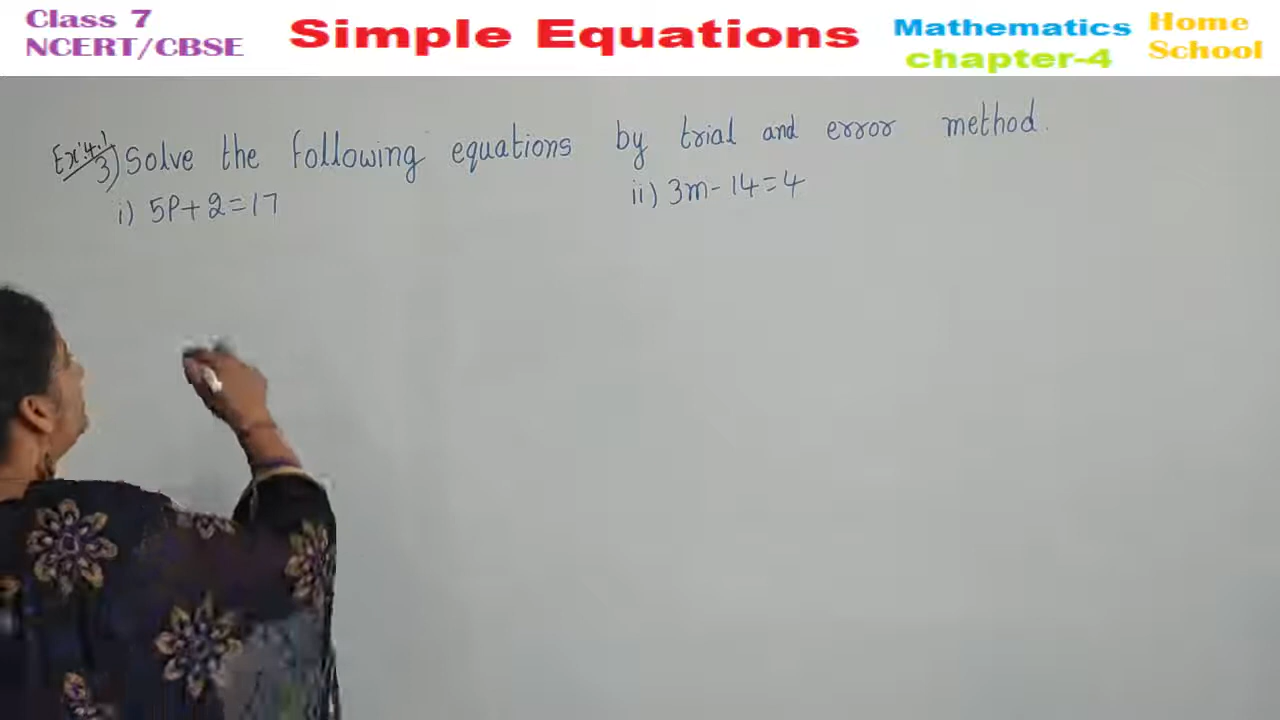 Class 7
NCERT/CBSE
Simple Equations
Mathematics
chapter-4
Home
School
Ex:4.1
3) Solve the following equations by trial and error method.
i) 5P+2=17
ii) 3m-14=4